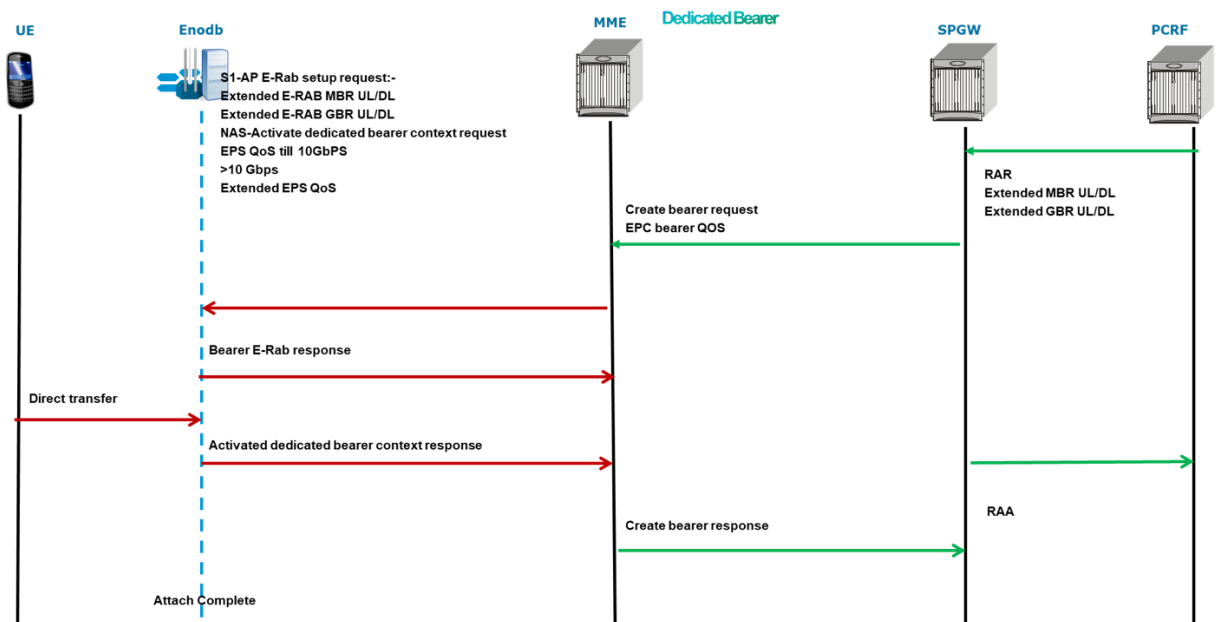 Dedicated Bearer
UE
Enodb
MME
SPGW
PCRF
S1-AP E-Rab setup request:-
Extended E-RAB MBR UL/DL
Extended E-RAB GBR UL/DL
NAS-Activate dedicated bearer context request
EPS QoS till 10GbPS
>10 Gbps
Extended EPS QoS
RAR
Extended MBR UL/DL
Extended GBR UL/DL
Create bearer request
EPC bearer QOS
Bearer E-Rab response
Direct transfer
Activated dedicated bearer context response
RAA
Create bearer response
Attach Complete